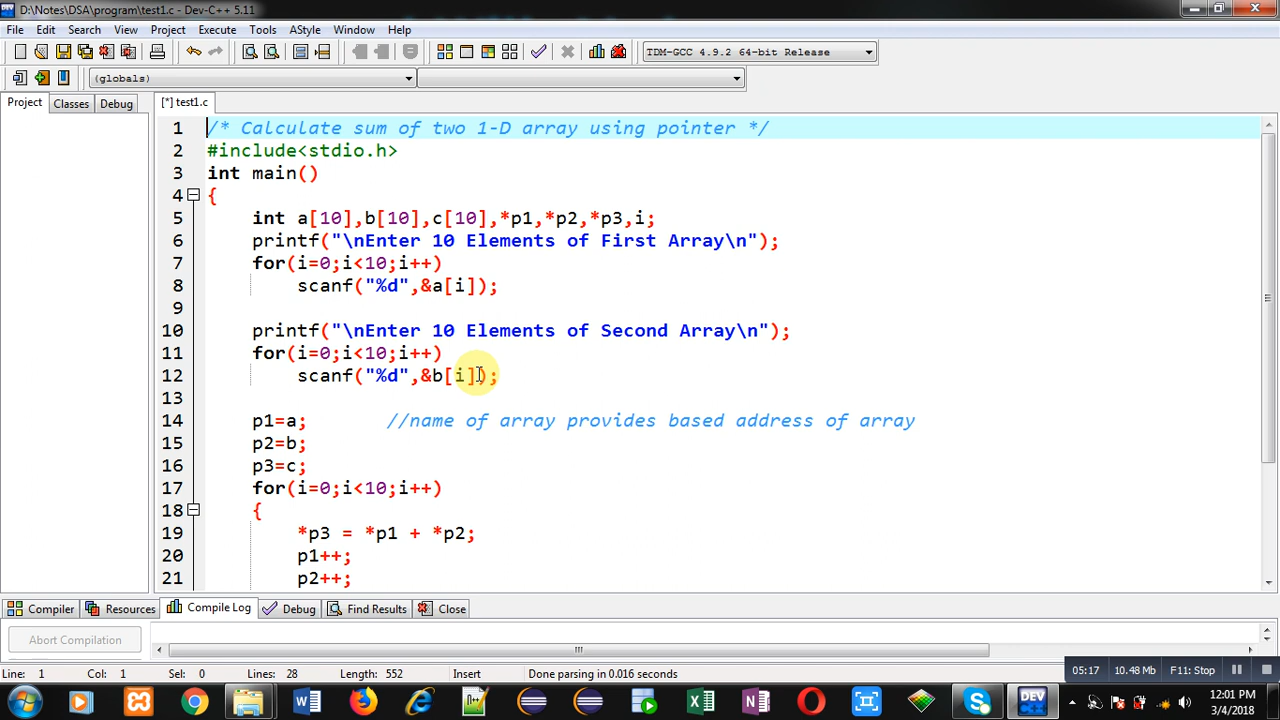 D:\Notes\DSA\program\test1.c - Dev-C++ 5.11
File Edit Search View Project Execute Tools AStyle Window Help
TDM-GCC 4.9.2 64-bit Release
(globals)
Project Classes Debug [*] test1.c
1 /* Calculate sum of two 1-D array using pointer */
2 #include<stdio.h>
3 int main()
4 {
5 int a[10],b[10],c[10],*p1,*p2,*p3,i;
6 printf("\nEnter 10 Elements of First Array\n");
7 for(i=0;i<10;i++)
8 scanf("%d",&a[i]);
9
10 printf("\nEnter 10 Elements of Second Array\n");
11 for(i=0;i<10;i++)
12 scanf("%d",&b[i]);
13
14 p1=a; //name of array provides based address of array
15 p2=b;
16 p3=c;
17 for(i=0;i<10;i++)
18 {
19 *p3 = *p1 + *p2;
20 p1++;
21 p2++;
Compiler Resources Compile Log Debug Find Results Close
Abort Compilation
Line: 1 Col: 1 Sel: 0 Lines: 28 Length: 552 Insert Done parsing in 0.016 seconds
05:17 10.48 Mb F11: Stop
DEV
12:01 PM
3/4/2018